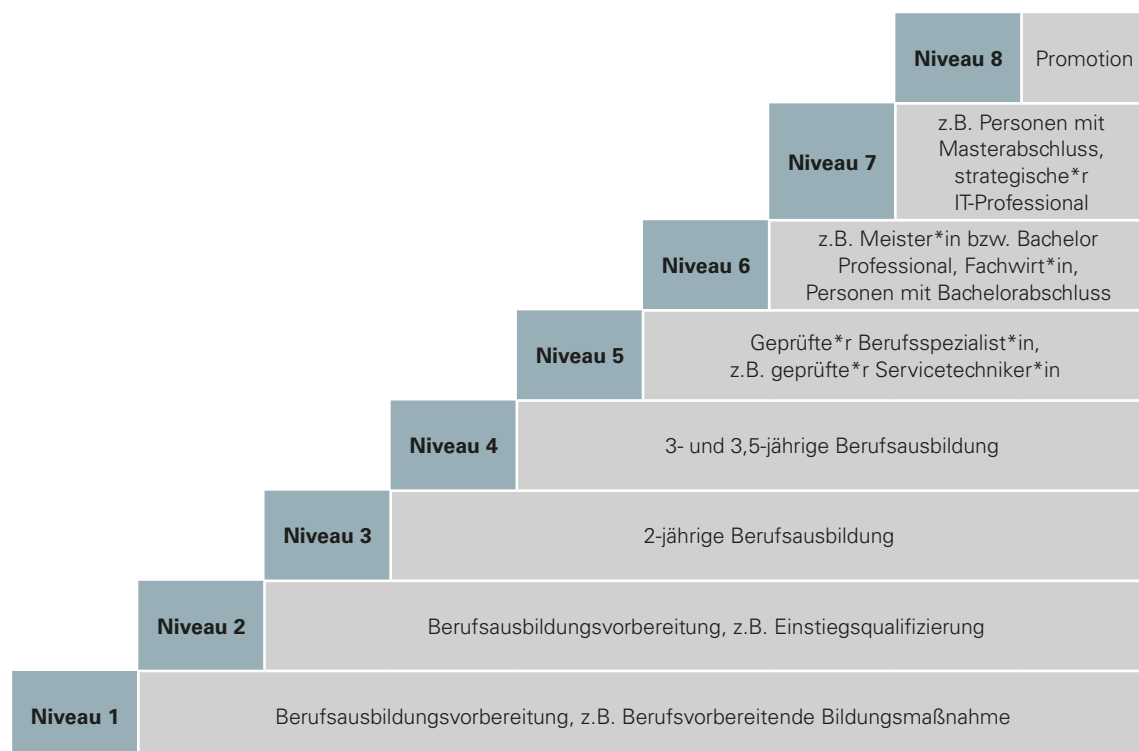 Niveau 8
Promotion
Niveau 7
z.B. Personen mit
Masterabschluss,
strategische*r
IT-Professional
Niveau 6
z.B. Meister*in bzw. Bachelor
Professional, Fachwirt*in,
Personen mit Bachelorabschluss
Niveau 5
Geprüfte*r Berufsspezialist*in,
z.B. geprüfte*r Servicetechniker*in
Niveau 4
3- und 3,5-jährige Berufsausbildung
Niveau 3
2-jährige Berufsausbildung
Niveau 2
Berufsausbildungsvorbereitung, z.B. Einstiegsqualifizierung
Niveau 1
Berufsausbildungsvorbereitung, z.B. Berufsvorbereitende Bildungsmaßnahme